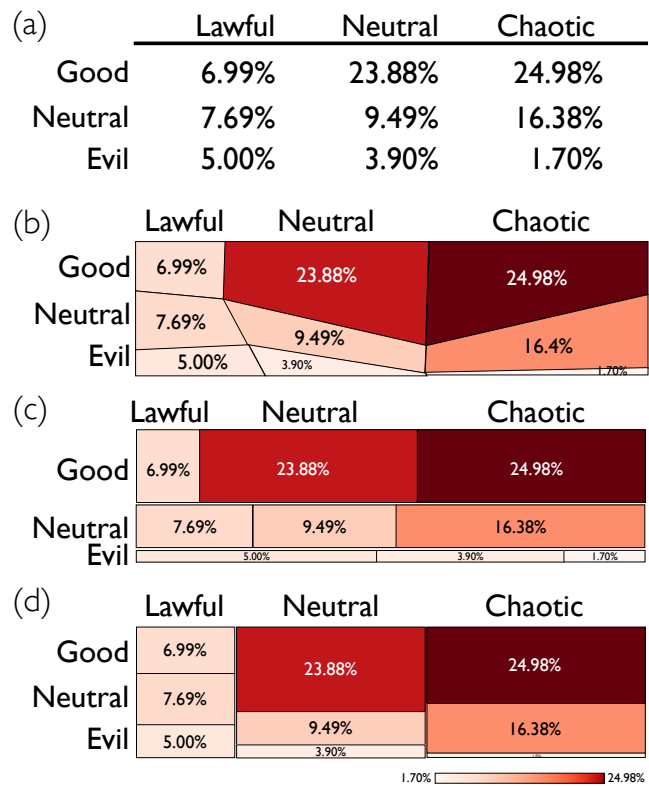 (a) Lawful Neutral Chaotic
Good 6.99% 23.88% 24.98%
Neutral 7.69% 9.49% 16.38%
Evil 5.00% 3.90% 1.70%
(b) Lawful Neutral Chaotic
Good 6.99% 23.88% 24.98%
Neutral 7.69% 9.49% 16.4%
Evil 5.00% 3.90% 1.70%
(c) Lawful Neutral Chaotic
Good 6.99% 23.88% 24.98%
Neutral 7.69% 9.49% 16.38%
Evil 5.00% 3.90% 1.70%
(d) Lawful Neutral Chaotic
Good 6.99% 23.88% 24.98%
Neutral 7.69% 9.49% 16.38%
Evil 5.00% 3.90%
1.70% 24.98%